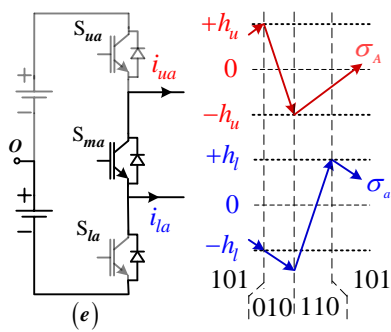 S_ua
i_ua
+
−
o
S_ma
+
−
i_la
S_la
(e)
+h_u
0
σ_A
−h_u
+h_l
0
σ_a
−h_l
101
010
110
101